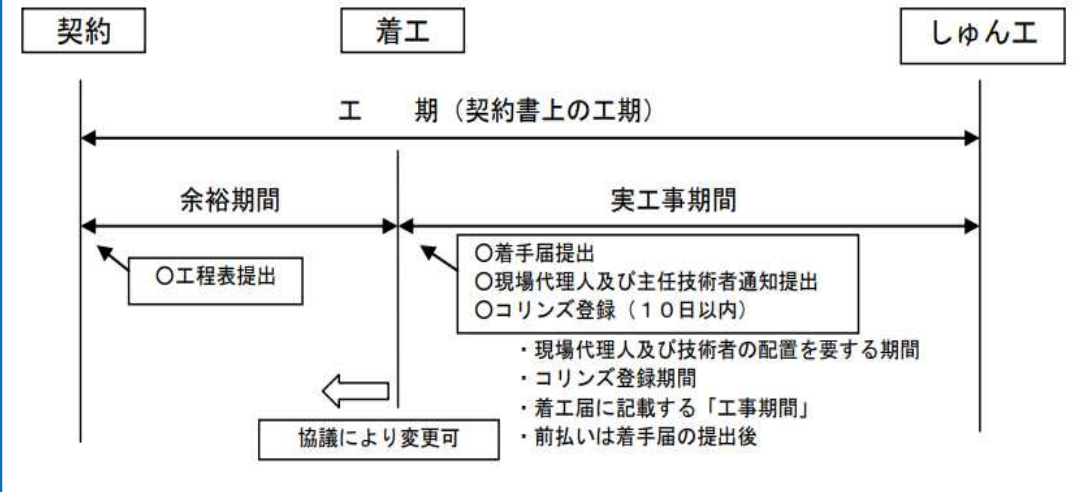 契約
着工
しゅん工
工　　期（契約書上の工期）
余裕期間
実工事期間
〇工程表提出
〇着手届提出
〇現場代理人及び主任技術者通知提出
〇コリンズ登録（１０日以内）
・現場代理人及び技術者の配置を要する期間
・コリンズ登録期間
・着工届に記載する「工事期間」
・前払いは着手届の提出後
協議により変更可